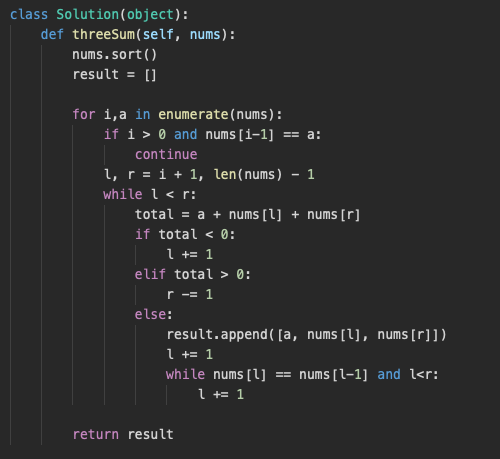 class Solution(object):
    def threeSum(self, nums):
        nums.sort()
        result = []

        for i,a in enumerate(nums):
            if i > 0 and nums[i-1] == a:
                continue
            l, r = i + 1, len(nums) - 1
            while l < r:
                total = a + nums[l] + nums[r]
                if total < 0:
                    l += 1
                elif total > 0:
                    r -= 1
                else:
                    result.append([a, nums[l], nums[r]])
                    l += 1
                    while nums[l] == nums[l-1] and l<r:
                        l += 1

        return result